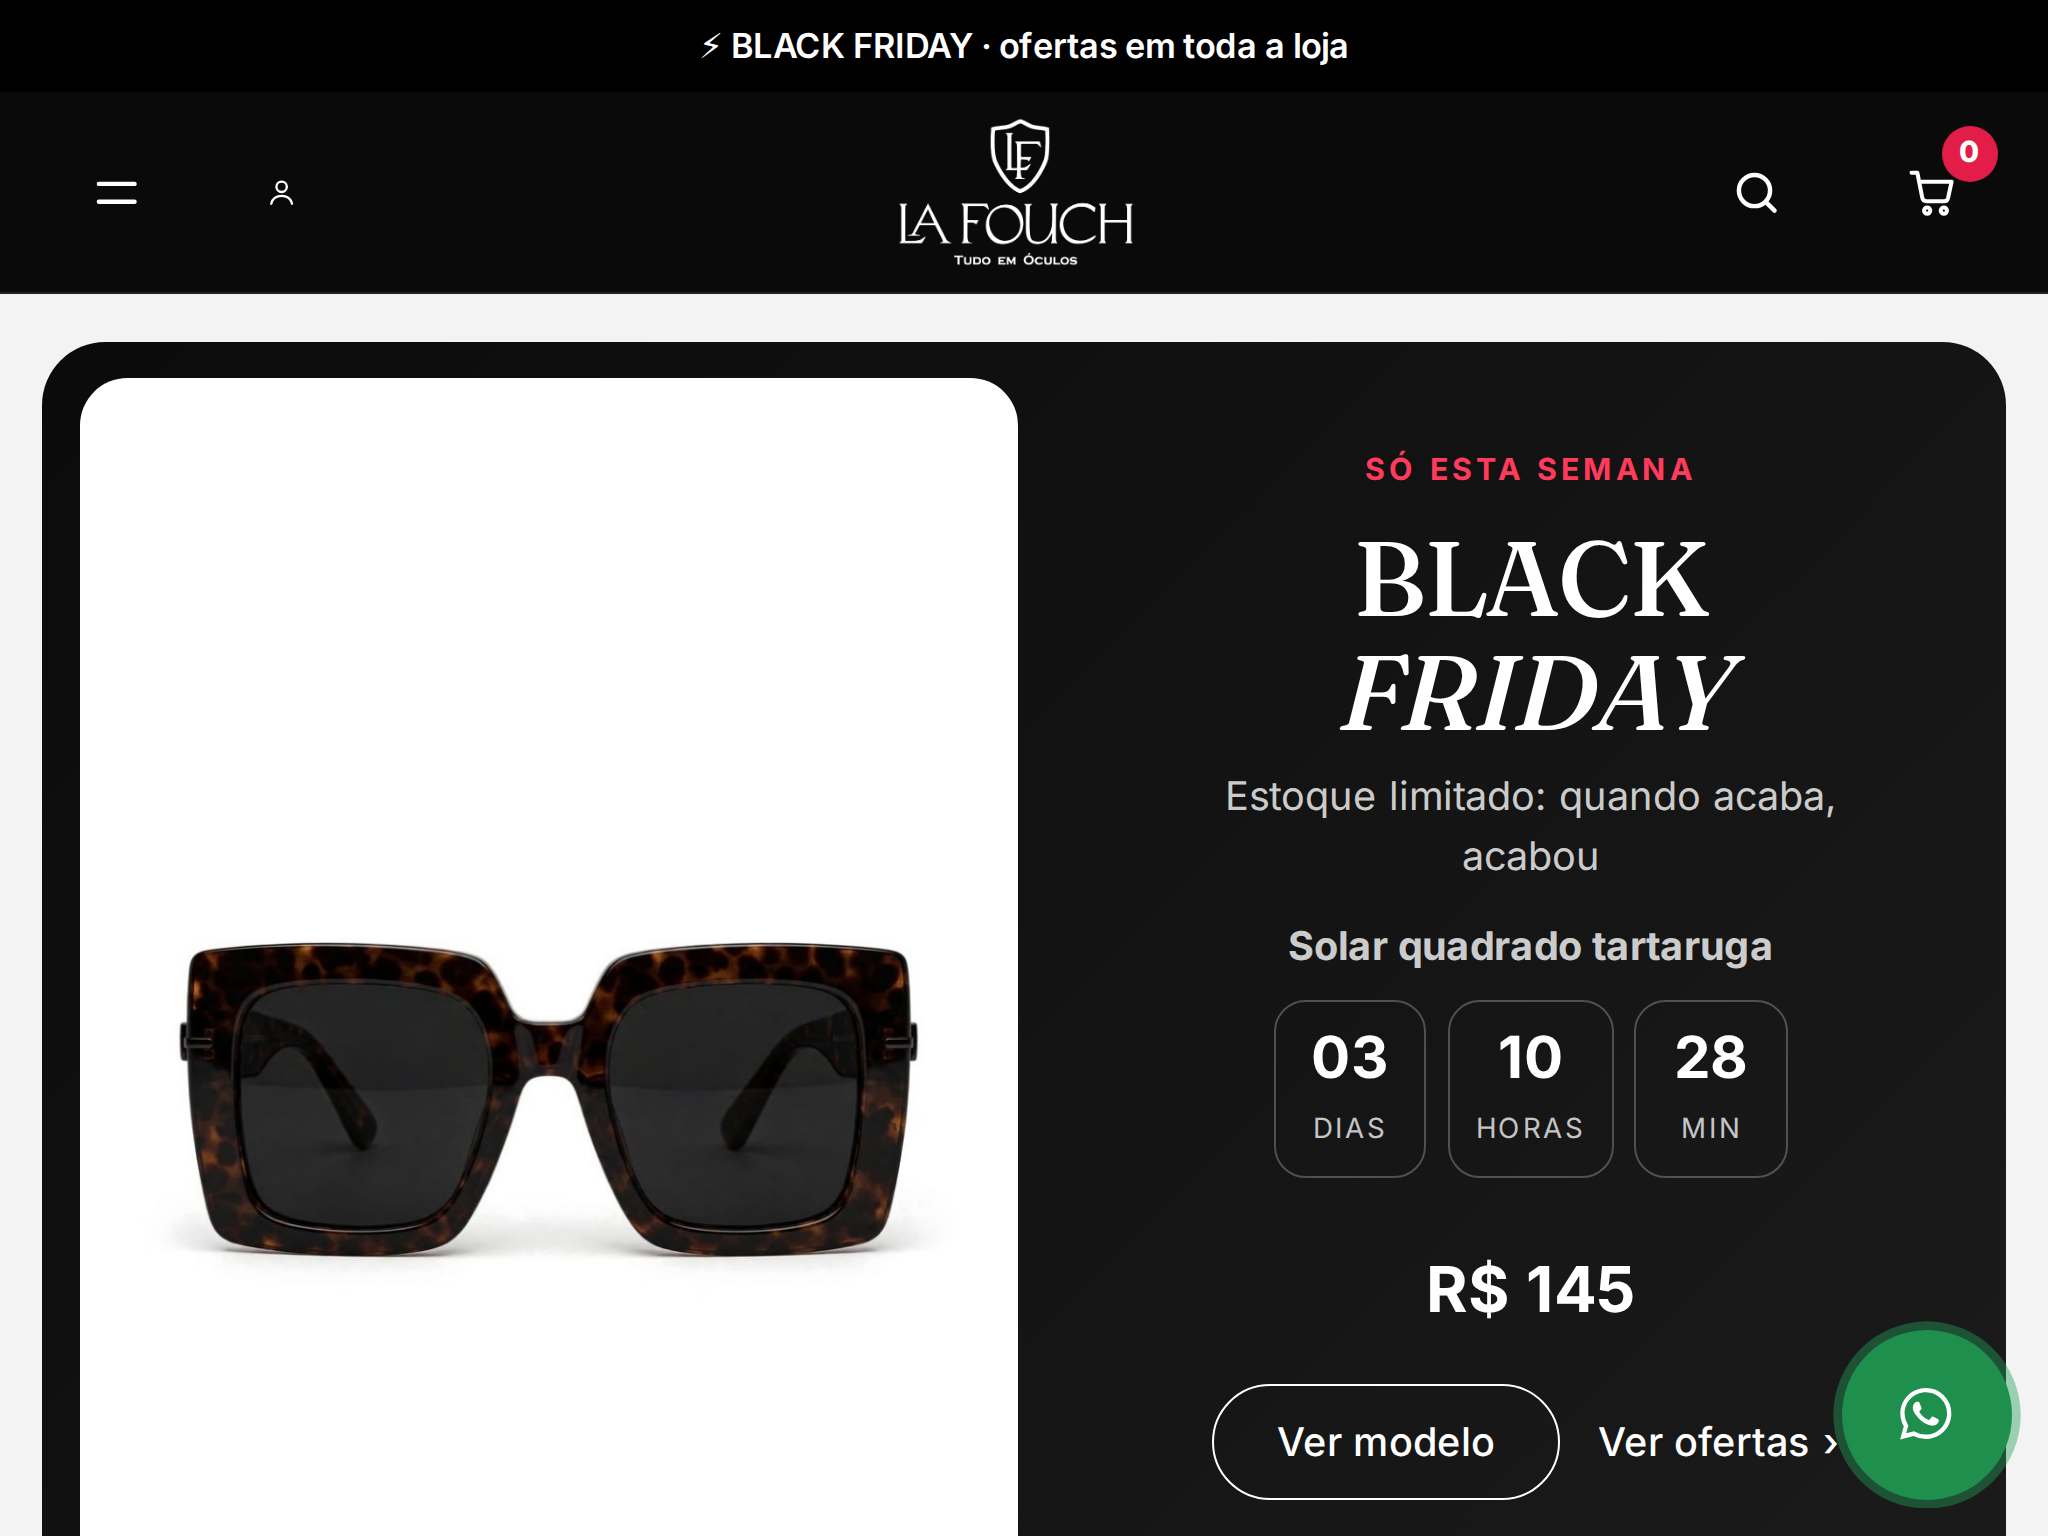 ⚡ BLACK FRIDAY · ofertas em toda a loja
0
LF
LA FOUCH
TUDO EM ÓCULOS
SÓ ESTA SEMANA
BLACK
FRIDAY
Estoque limitado: quando acaba,
acabou
Solar quadrado tartaruga
03 10 28
DIAS HORAS MIN
R$ 145
Ver modelo Ver ofertas ›